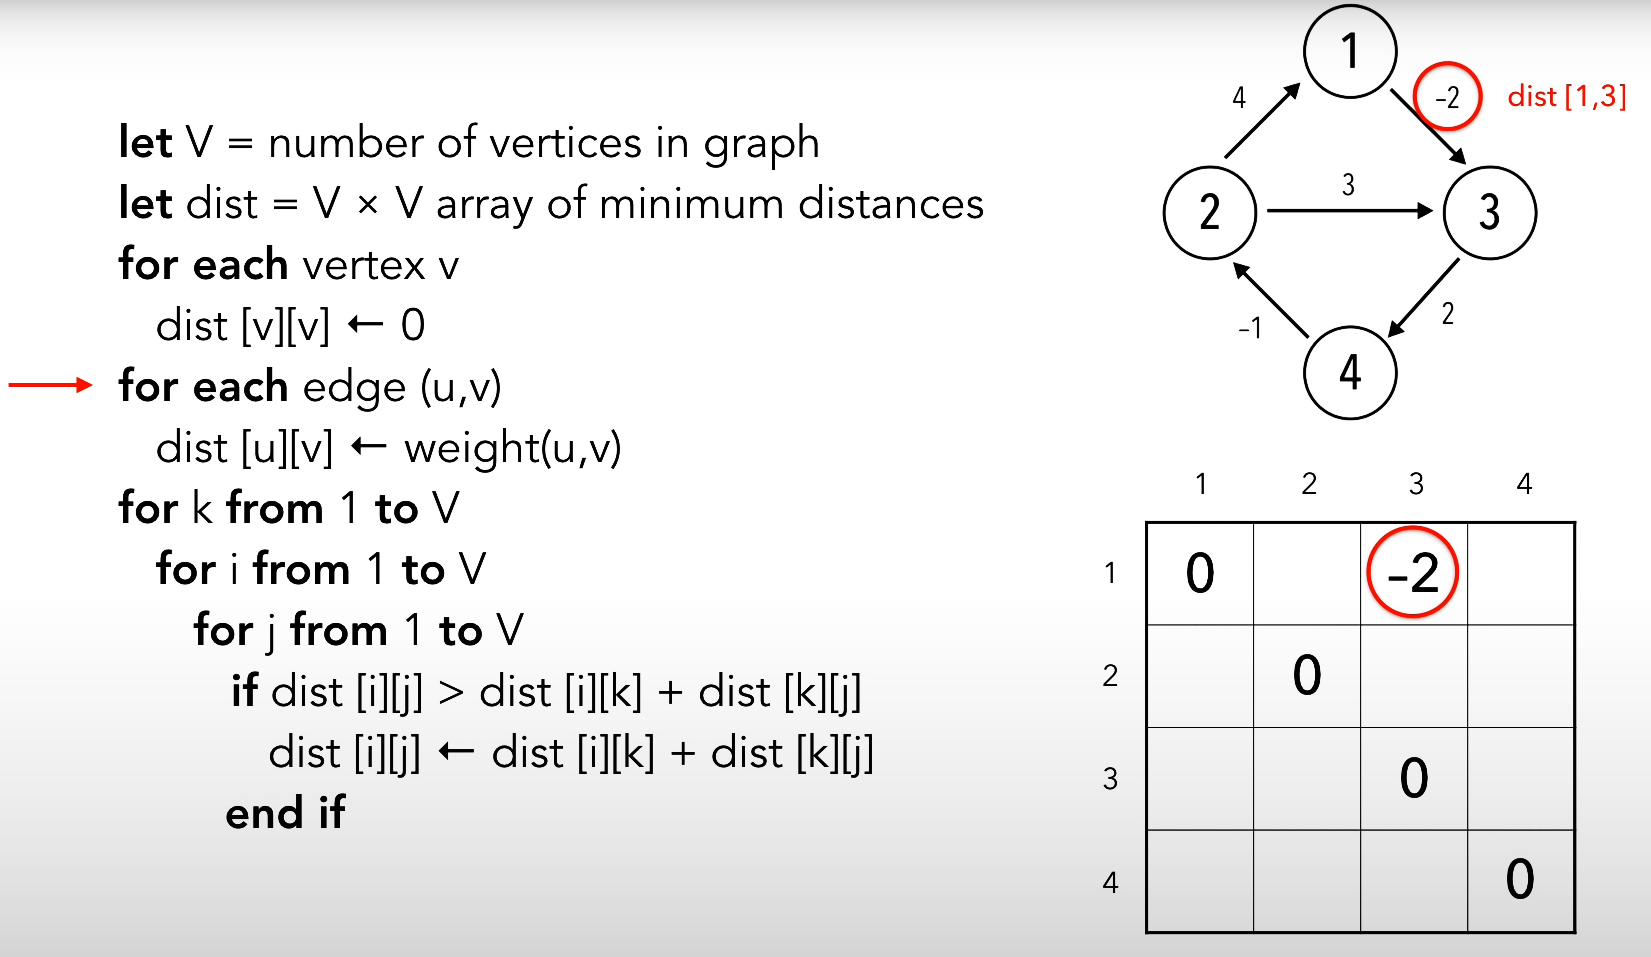 let V = number of vertices in graph
let dist = V × V array of minimum distances
for each vertex v
dist [v][v] ← 0
for each edge (u,v)
dist [u][v] ← weight(u,v)
for k from 1 to V
for i from 1 to V
for j from 1 to V
if dist [i][j] > dist [i][k] + dist [k][j]
dist [i][j] ← dist [i][k] + dist [k][j]
end if
1
4
-2
dist [1,3]
2
3
3
-1
2
4
1 2 3 4
1 0 -2
2 0
3 0
4 0